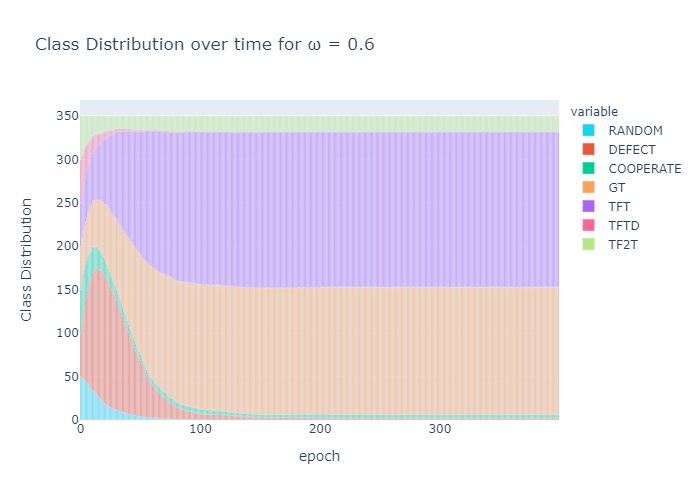 Class Distribution over time for ω = 0.6
variable
RANDOM
DEFECT
COOPERATE
GT
TFT
TFTD
TF2T
Class Distribution
350
300
250
200
150
100
50
0
0 100 200 300
epoch